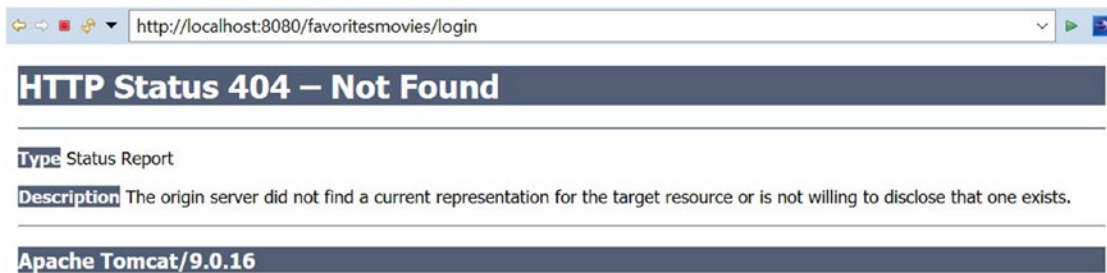 http://localhost:8080/favoritesmovies/login
HTTP Status 404 – Not Found
Type Status Report
Description The origin server did not find a current representation for the target resource or is not willing to disclose that one exists.
Apache Tomcat/9.0.16